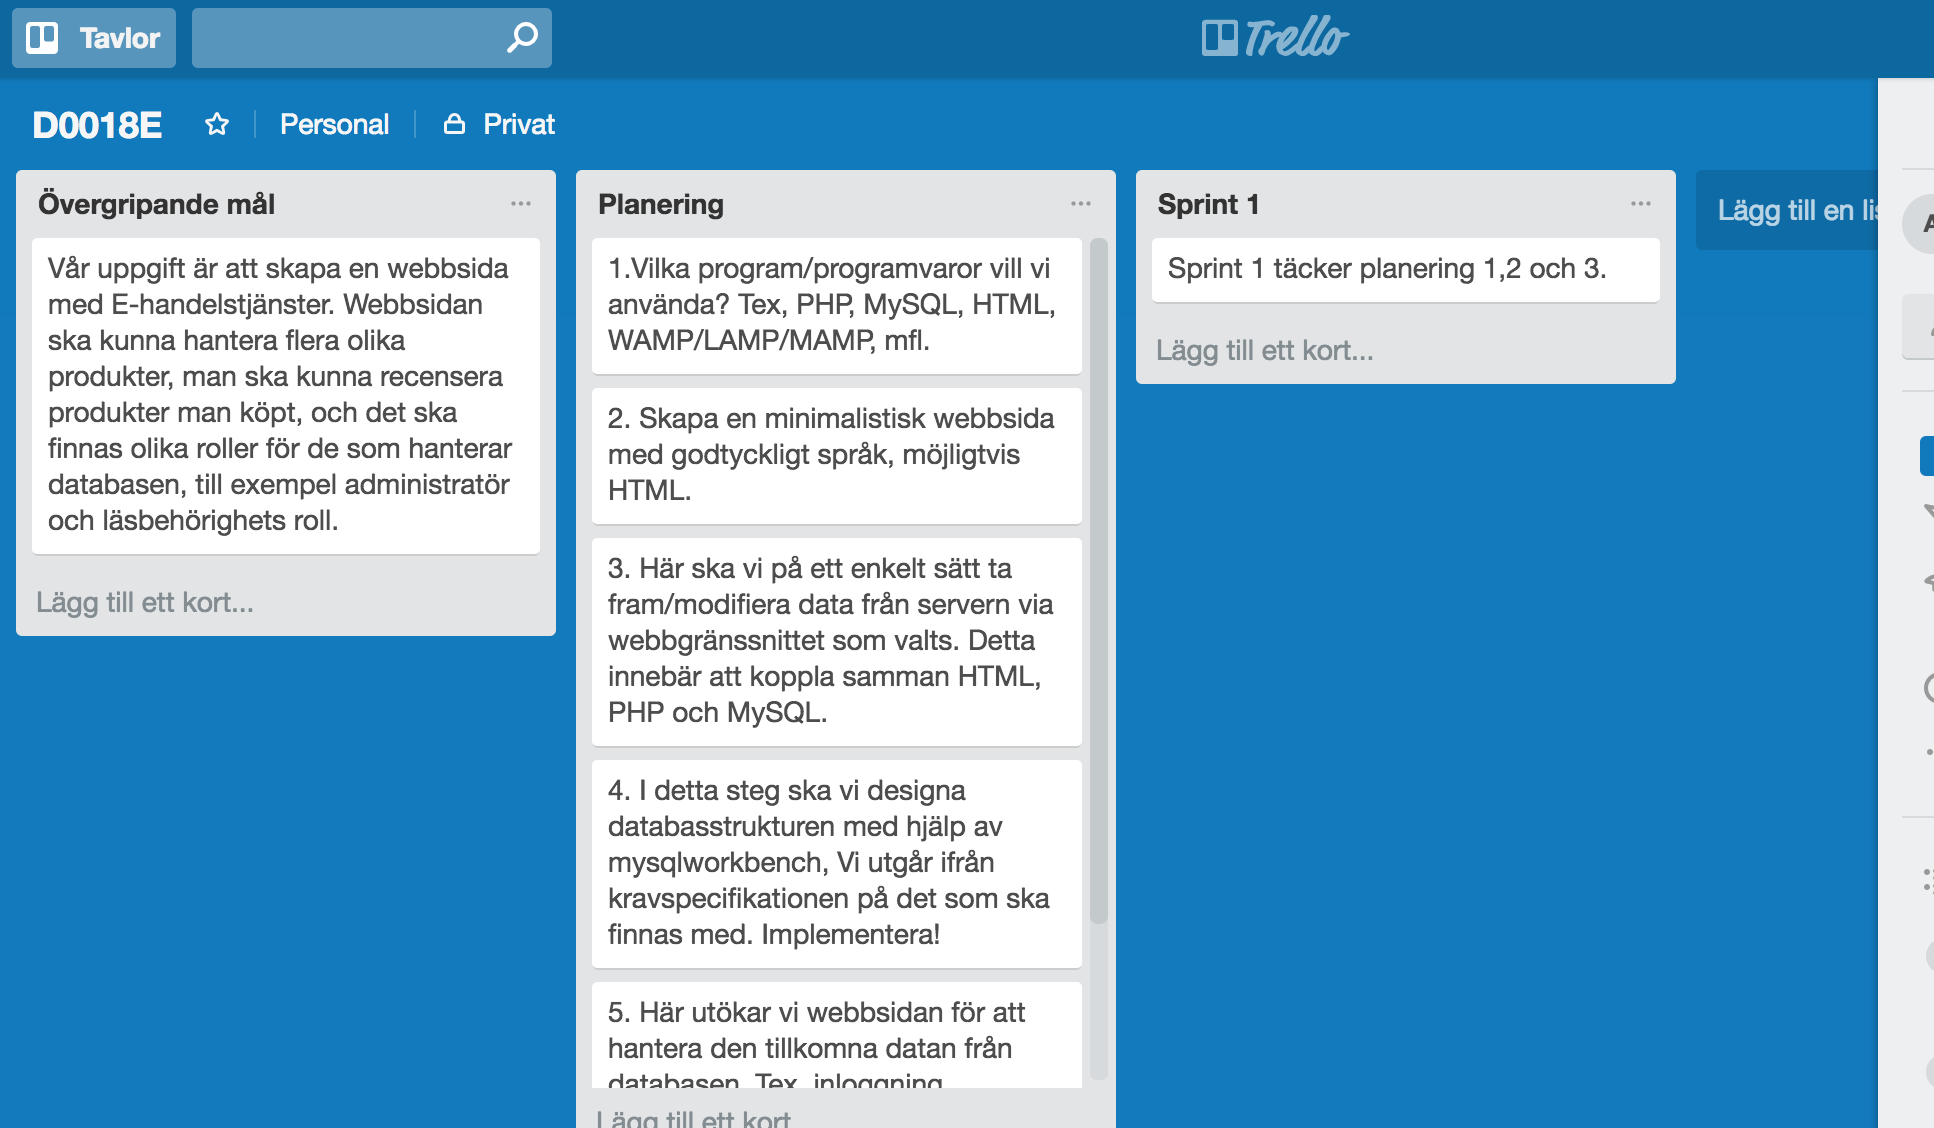 Tavlor
Trello
D0018E
Personal
Privat
Övergripande mål
Vår uppgift är att skapa en webbsida
med E-handelstjänster. Webbsidan
ska kunna hantera flera olika
produkter, man ska kunna recensera
produkter man köpt, och det ska
finnas olika roller för de som hanterar
databasen, till exempel administratör
och läsbehörighets roll.
Lägg till ett kort...
Planering
1.Vilka program/programvaror vill vi
använda? Tex, PHP, MySQL, HTML,
WAMP/LAMP/MAMP, mfl.
2. Skapa en minimalistisk webbsida
med godtyckligt språk, möjligtvis
HTML.
3. Här ska vi på ett enkelt sätt ta
fram/modifiera data från servern via
webbgränssnittet som valts. Detta
innebär att koppla samman HTML,
PHP och MySQL.
4. I detta steg ska vi designa
databasstrukturen med hjälp av
mysqlworkbench, Vi utgår ifrån
kravspecifikationen på det som ska
finnas med. Implementera!
5. Här utökar vi webbsidan för att
hantera den tillkomna datan från
databasen. Tex, inloggning
Lägg till ett kort
Sprint 1
Sprint 1 täcker planering 1,2 och 3.
Lägg till ett kort...
Lägg till en lis